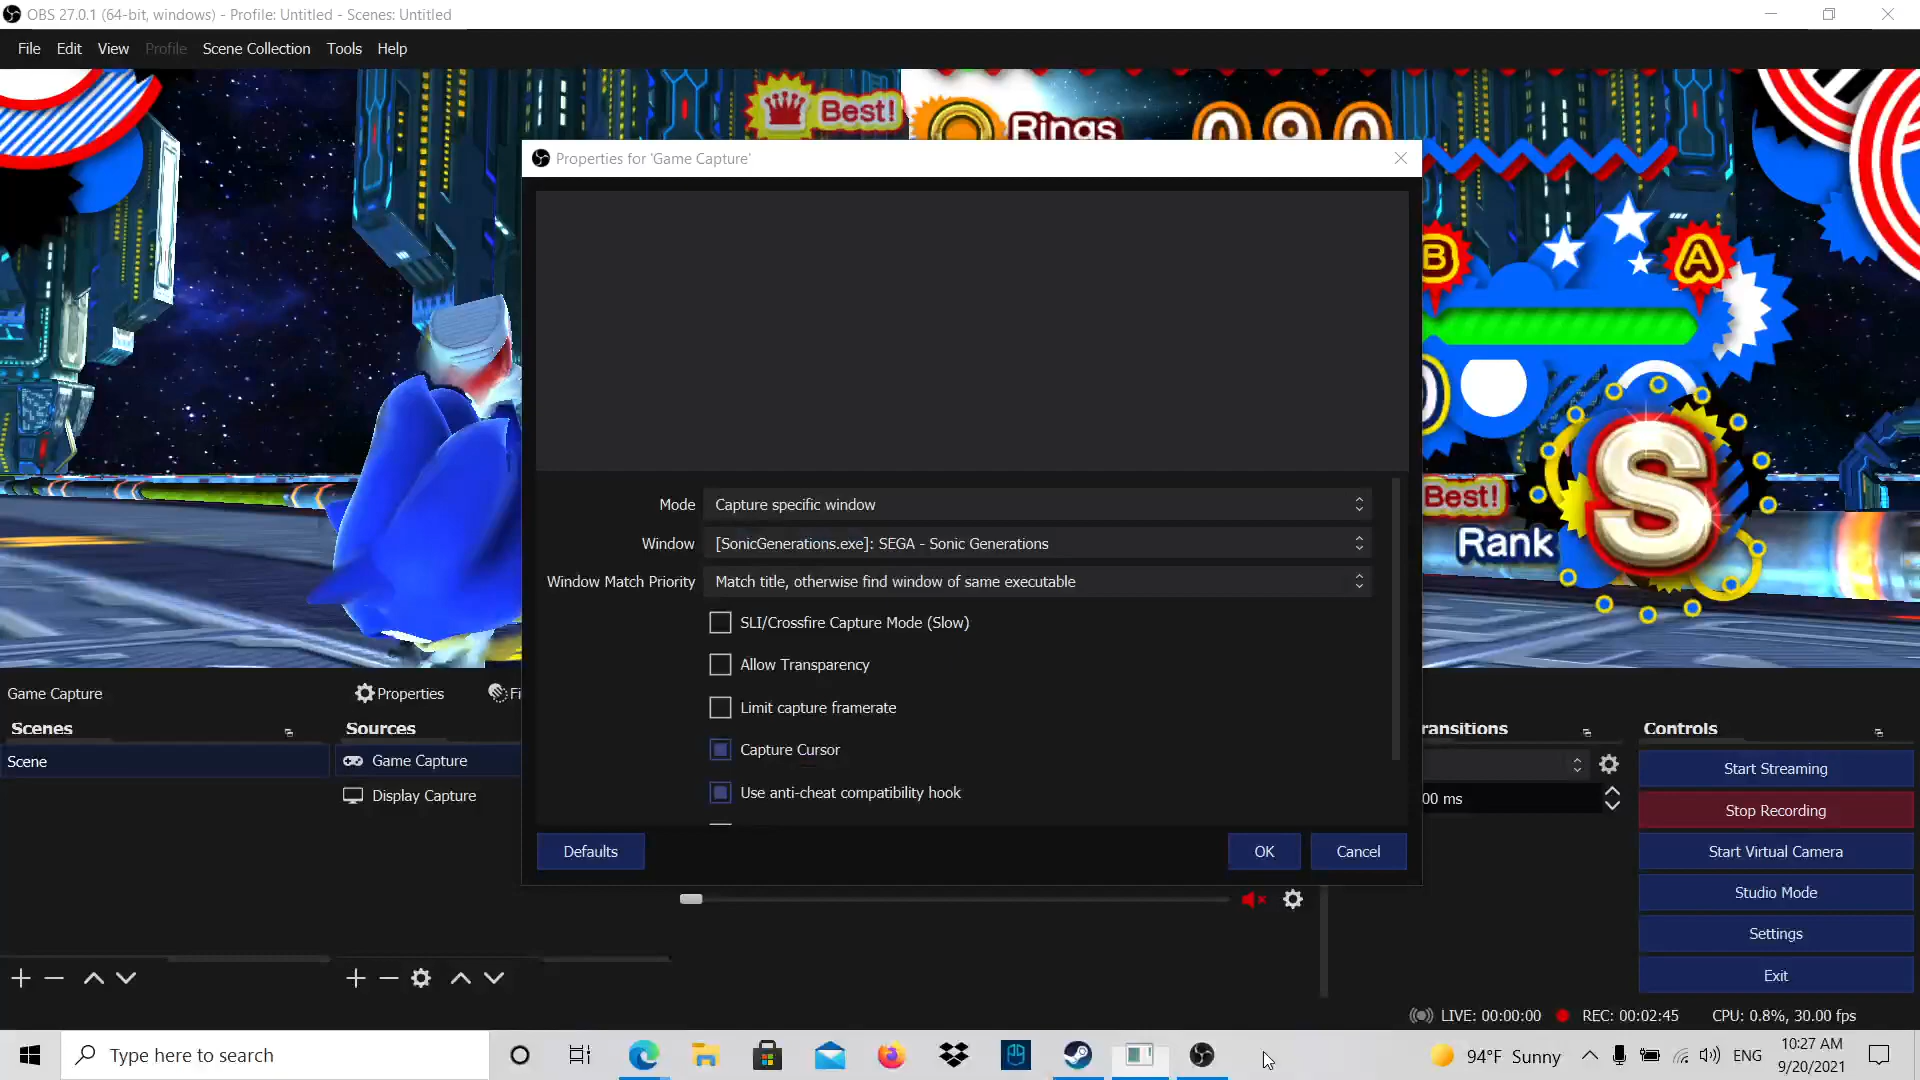 OBS 27.0.1 (64-bit, windows) - Profile: Untitled - Scenes: Untitled
File Edit View Profile Scene Collection Tools Help
Best!
Rings 090
Properties for 'Game Capture'
B A
Mode Capture specific window
Window [SonicGenerations.exe]: SEGA - Sonic Generations
Window Match Priority Match title, otherwise find window of same executable
SLI/Crossfire Capture Mode (Slow)
Allow Transparency
Limit capture framerate
Capture Cursor
Use anti-cheat compatibility hook
Defaults OK Cancel
S
Best!
Rank
Game Capture Properties Fi
Scenes Sources ransitions Controls
Scene
Game Capture
Display Capture
00 ms
Start Streaming
Stop Recording
Start Virtual Camera
Studio Mode
Settings
Exit
LIVE: 00:00:00 REC: 00:02:45 CPU: 0.8%, 30.00 fps
Type here to search
94°F Sunny ENG
10:27 AM
9/20/2021